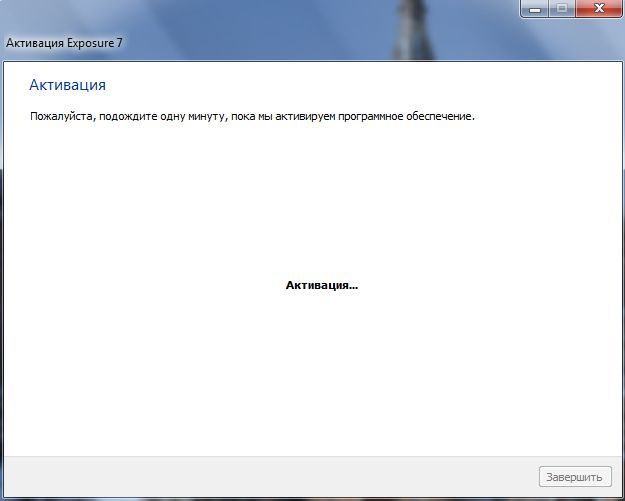 Активация Exposure 7
Активация
Пожалуйста, подождите одну минуту, пока мы активируем программное обеспечение.
Активация...
Завершить